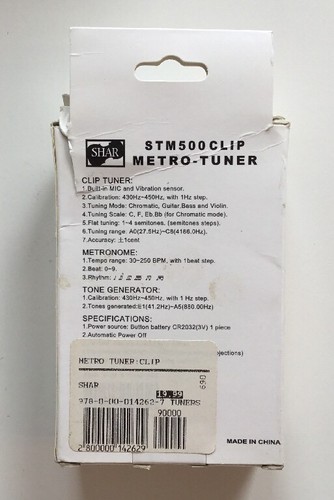 SHAR
STM500CLIP
METRO-TUNER
CLIP TUNER:
1.Built-in MIC and Vibration sensor.
2.Calibration: 430Hz~450Hz, with 1Hz step.
3.Tuning Mode: Chromatic, Guitar.Bass and Violin.
4.Tuning Scale: C, F, Eb.Bb (for Chromatic mode).
5.Flat tuning: 1~4 semitones. (semitones steps).
6.Tuning range: A0(27.5Hz)~C8(4186.0Hz).
7.Accuracy: ±1cent
METRONOME:
1.Tempo range: 30~250 BPM, with 1beat step.
2.Beat: 0~9.
3.Rhythm:
TONE GENERATOR:
1.Calibration: 430Hz~450Hz, with 1 Hz step.
2.Tones generated:E1(41.2Hz)~A5(880.00Hz)
SPECIFICATIONS:
1.Power source: Button battery CR2032(3V) 1 piece
2.Automatic Power Off
ojections)
METRO TUNER:CLIP
SHAR
19.99
069
978-0-00-014262-7 TUNERS
90000
2 800000 142629
MADE IN CHINA